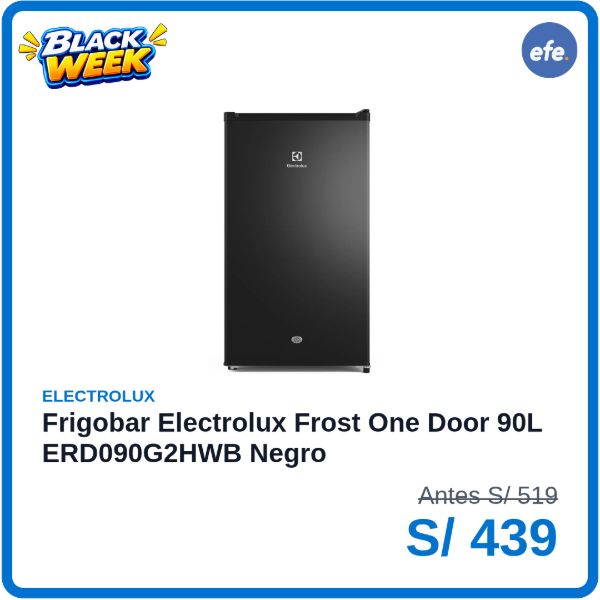 BLACK
WEEK
efe.
Electrolux
ELECTROLUX
Frigobar Electrolux Frost One Door 90L
ERD090G2HWB Negro
Antes S/ 519
S/ 439